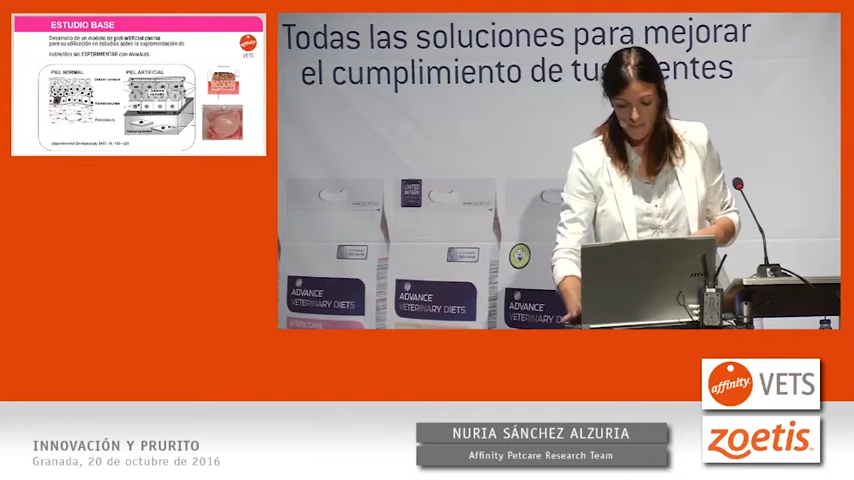 ESTUDIO BASE
Desarrollo de un modelo de piel artificial canina
para su utilización en estudios sobre la suplementación de
nutrientes sin EXPERIMENTAR con ANIMALES
affinity
VETS
PIEL NORMAL
PIEL ARTIFICIAL
Todas las soluciones para mejorar
el cumplimiento de tus
entes
ADVANCE
VETERINARY DIETS
ADVANCE
VETERINARY DIETS
ADVANCE
VETERINARY DIETS
affinity VETS
zoetis
NURIA SÁNCHEZ ALZURIA
Affinity Petcare Research Team
INNOVACIÓN Y PRURITO
Granada, 20 de octubre de 2016